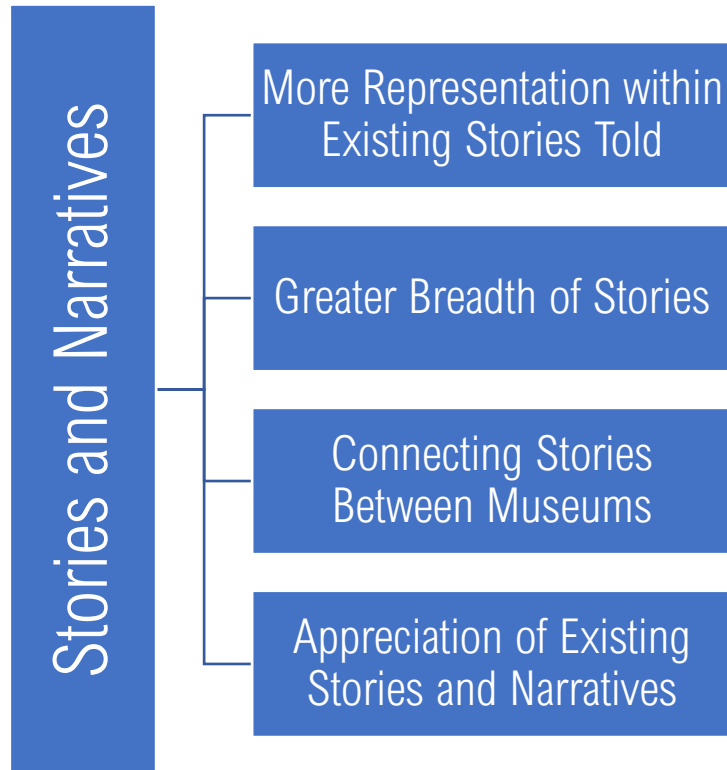 Stories and Narratives
More Representation within
Existing Stories Told
Greater Breadth of Stories
Connecting Stories
Between Museums
Appreciation of Existing
Stories and Narratives